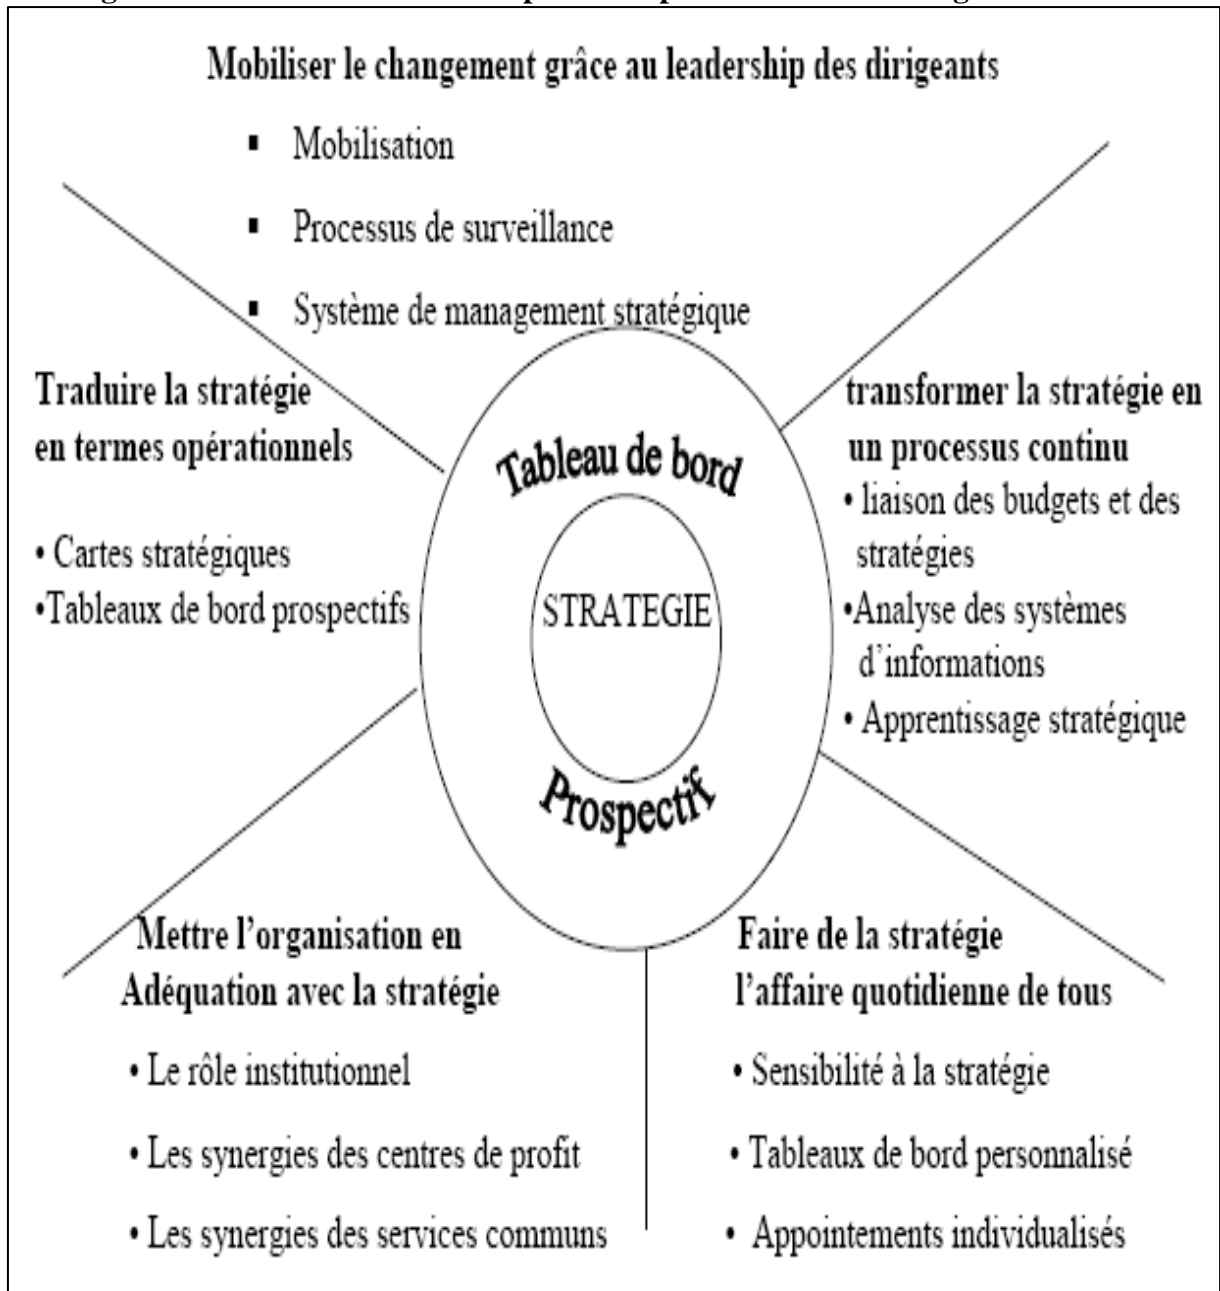 Mobiliser le changement grâce au leadership des dirigeants
▪ Mobilisation
▪ Processus de surveillance
▪ Système de management stratégique
Traduire la stratégie
en termes opérationnels
• Cartes stratégiques
•Tableaux de bord prospectifs
Tableau de bord
STRATEGIE
Prospectif
transformer la stratégie en
un processus continu
• liaison des budgets et des
stratégies
•Analyse des systèmes
d’informations
• Apprentissage stratégique
Mettre l’organisation en
Adéquation avec la stratégie
• Le rôle institutionnel
• Les synergies des centres de profit
• Les synergies des services communs
Faire de la stratégie
l’affaire quotidienne de tous
• Sensibilité à la stratégie
• Tableaux de bord personnalisé
• Appointements individualisés